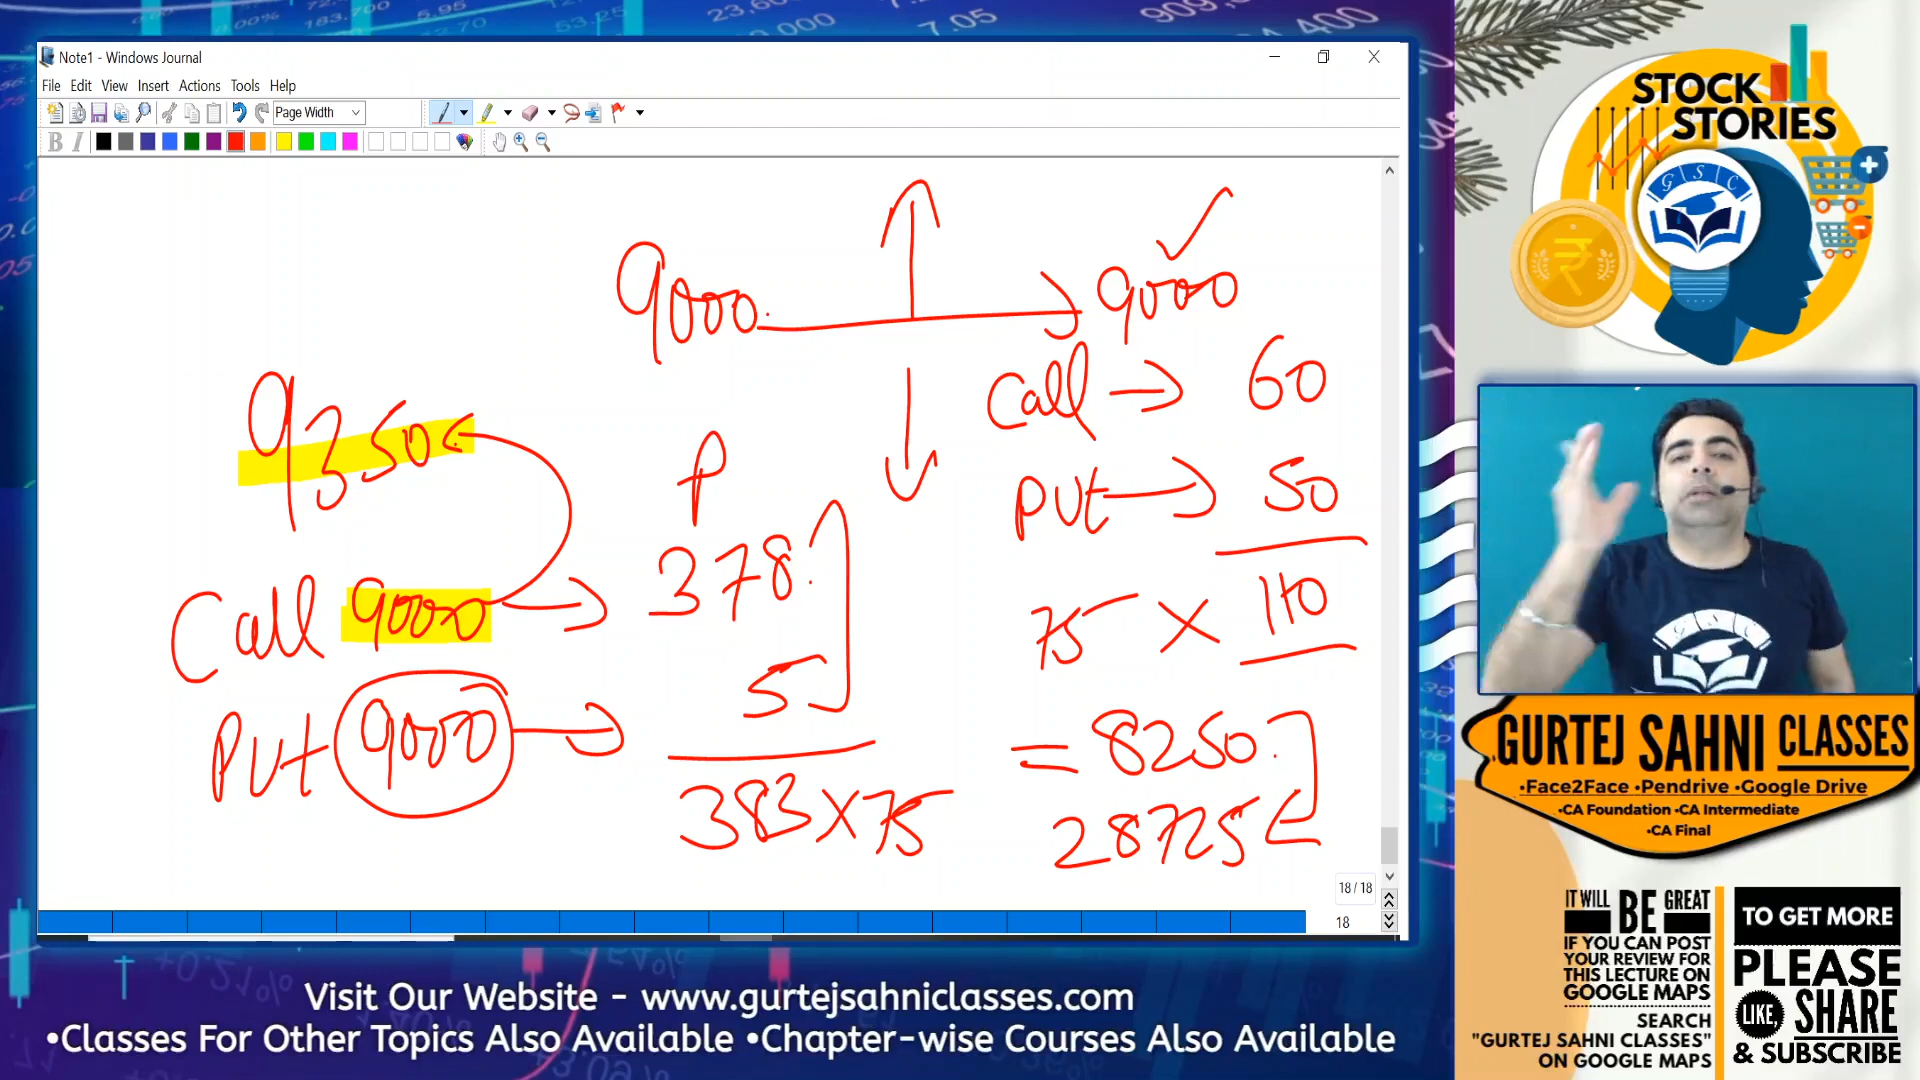 Note1 - Windows Journal
File Edit View Insert Actions Tools Help
Page Width
B I
9000
9000
9350
Call → 60
Put → 50
110
75 × 110
= 8250
28725
P
Call 9000 → 378
Put 9000 → 5
383 × 75
18 / 18
18
STOCK
STORIES
GSC
GURTEJ SAHNI CLASSES
•Face2Face •Pendrive •Google Drive
•CA Foundation •CA Intermediate
•CA Final
IT WILL BE GREAT
IF YOU CAN POST
YOUR REVIEW FOR
THIS LECTURE ON
GOOGLE MAPS
SEARCH
"GURTEJ SAHNI CLASSES"
ON GOOGLE MAPS
TO GET MORE
PLEASE
LIKE, SHARE
& SUBSCRIBE
Visit Our Website - www.gurtejsahniclasses.com
•Classes For Other Topics Also Available •Chapter-wise Courses Also Available